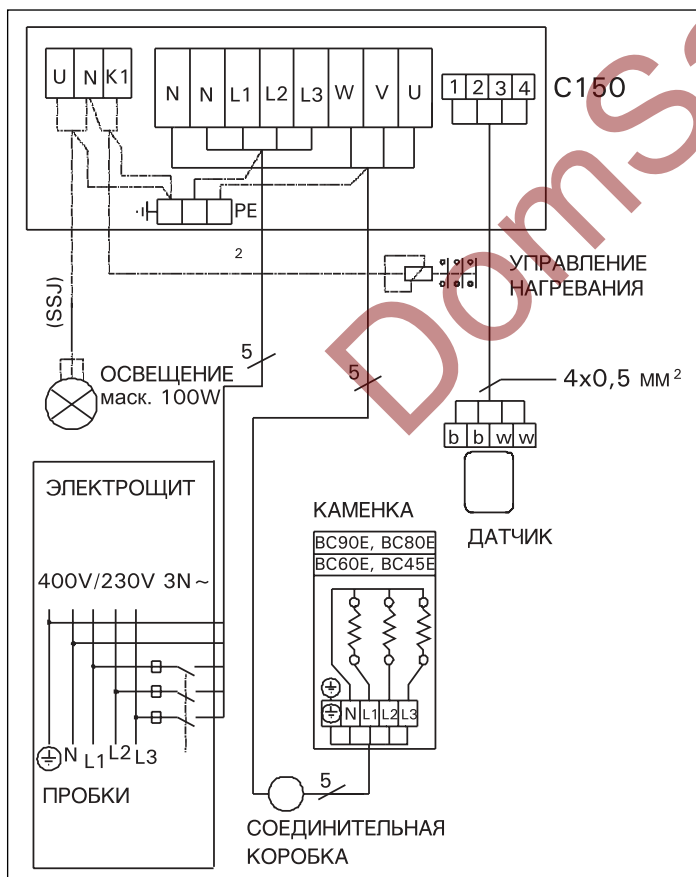 U N K1
N N L1 L2 L3 W V U
1 2 3 4
C150
PE
2
УПРАВЛЕНИЕ
НАГРЕВАНИЯ
(SSJ)
5
5
ОСВЕЩЕНИЕ
маск. 100W
4x0,5 мм²
b b w w
ДАТЧИК
ЭЛЕКТРОЩИТ
КАМЕНКА
BC90E, BC80E
BC60E, BC45E
400V/230V 3N~
N L1 L2 L3
N L1 L2 L3
ПРОБКИ
5
СОЕДИНИТЕЛЬНАЯ
КОРОБКА